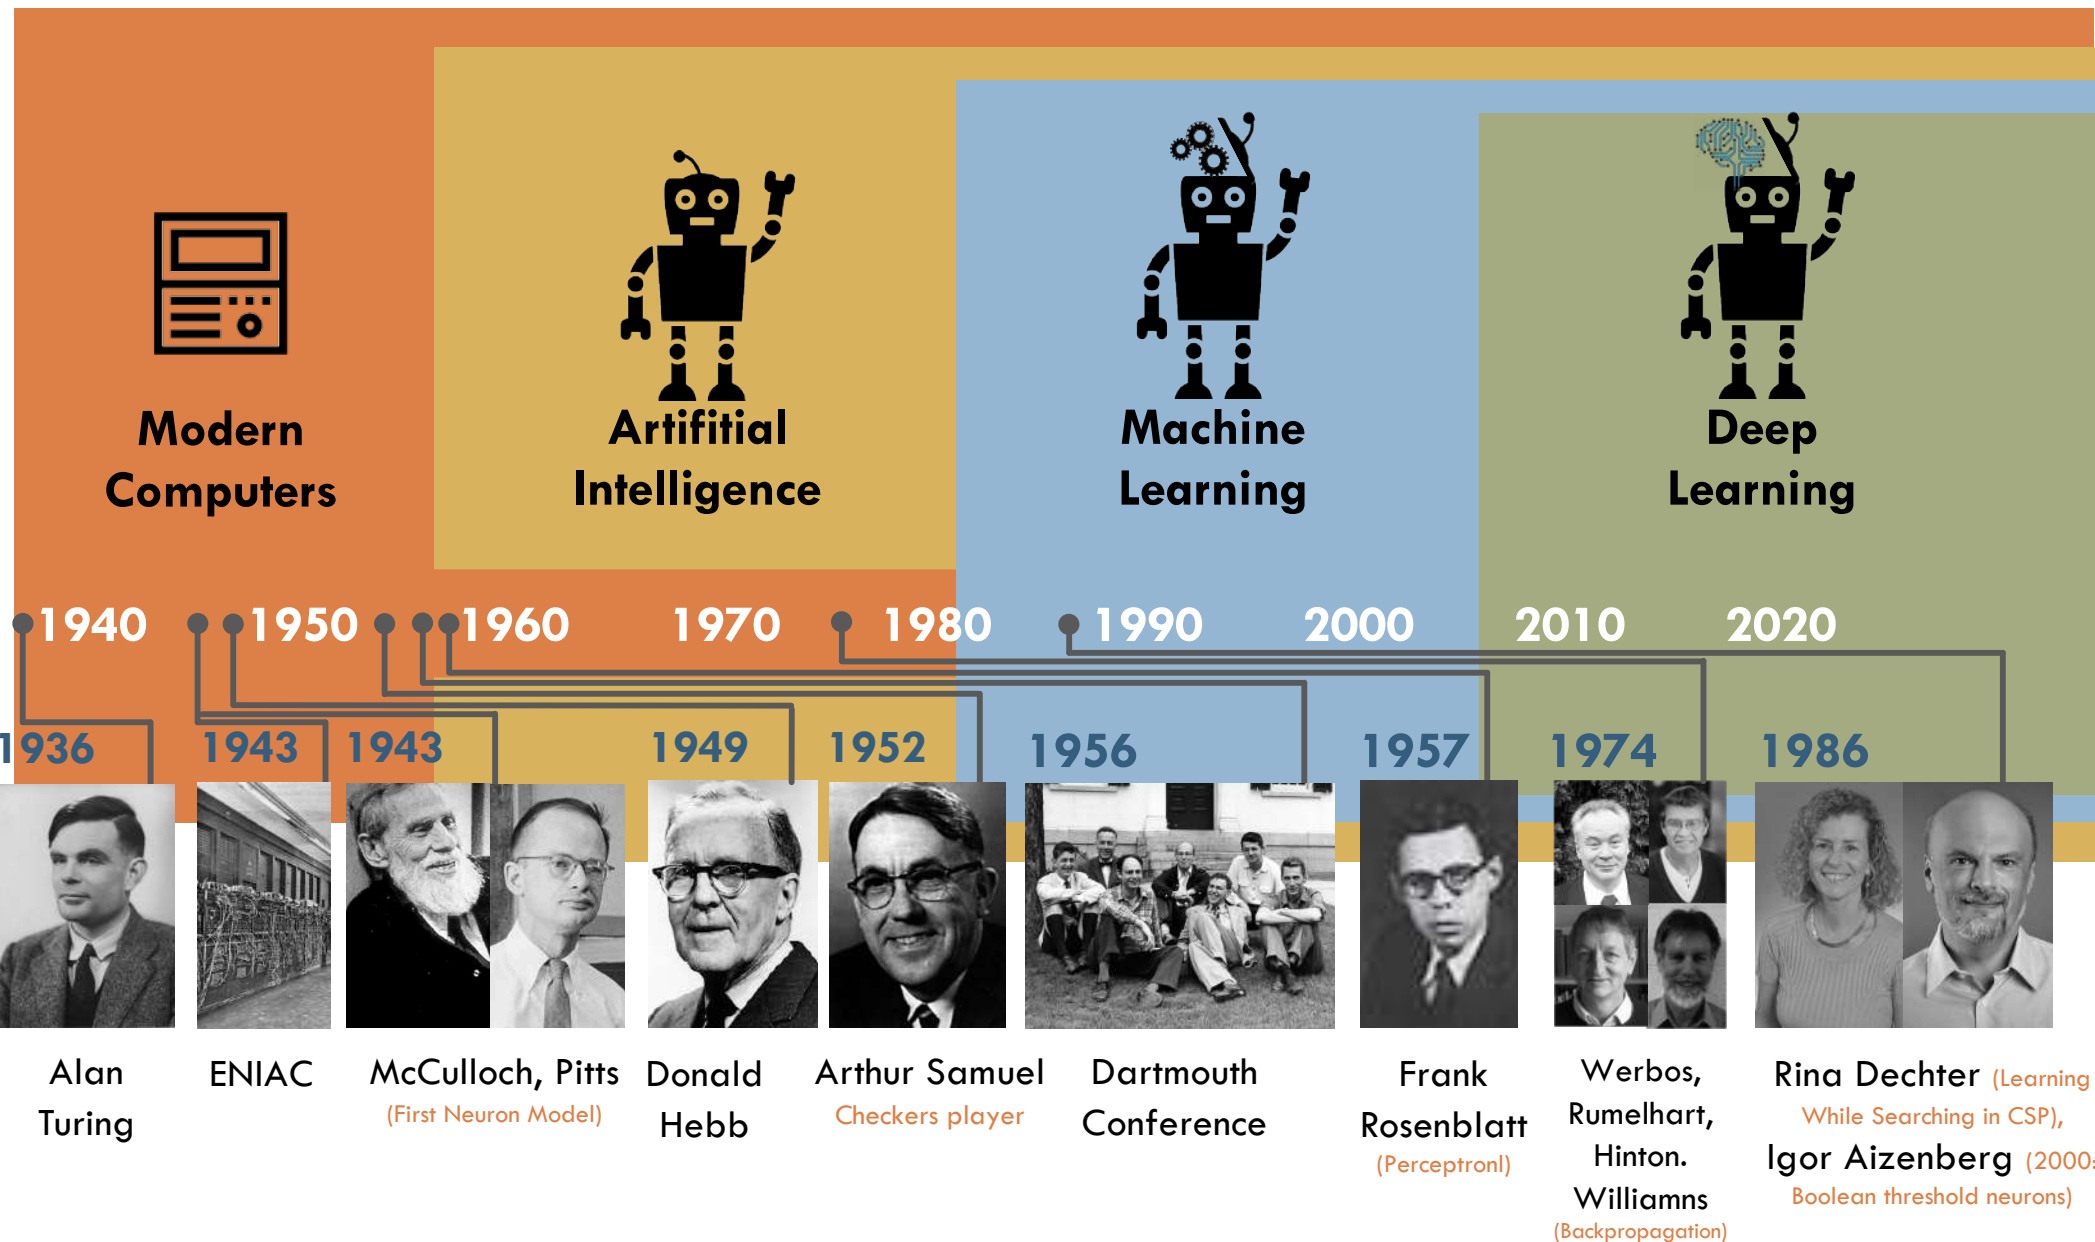 Modern
Computers
Artifitial
Intelligence
Machine
Learning
Deep
Learning
1940 1950 1960 1970 1980 1990 2000 2010 2020
1936 1943 1943 1949 1952 1956 1957 1974 1986
Alan
Turing
ENIAC
McCulloch, Pitts
(First Neuron Model)
Donald
Hebb
Arthur Samuel
Checkers player
Dartmouth
Conference
Frank
Rosenblatt
(Perceptronl)
Werbos,
Rumelhart,
Hinton.
Williamns
(Backpropagation)
Rina Dechter (Learning
While Searching in CSP),
Igor Aizenberg (2000:
Boolean threshold neurons)